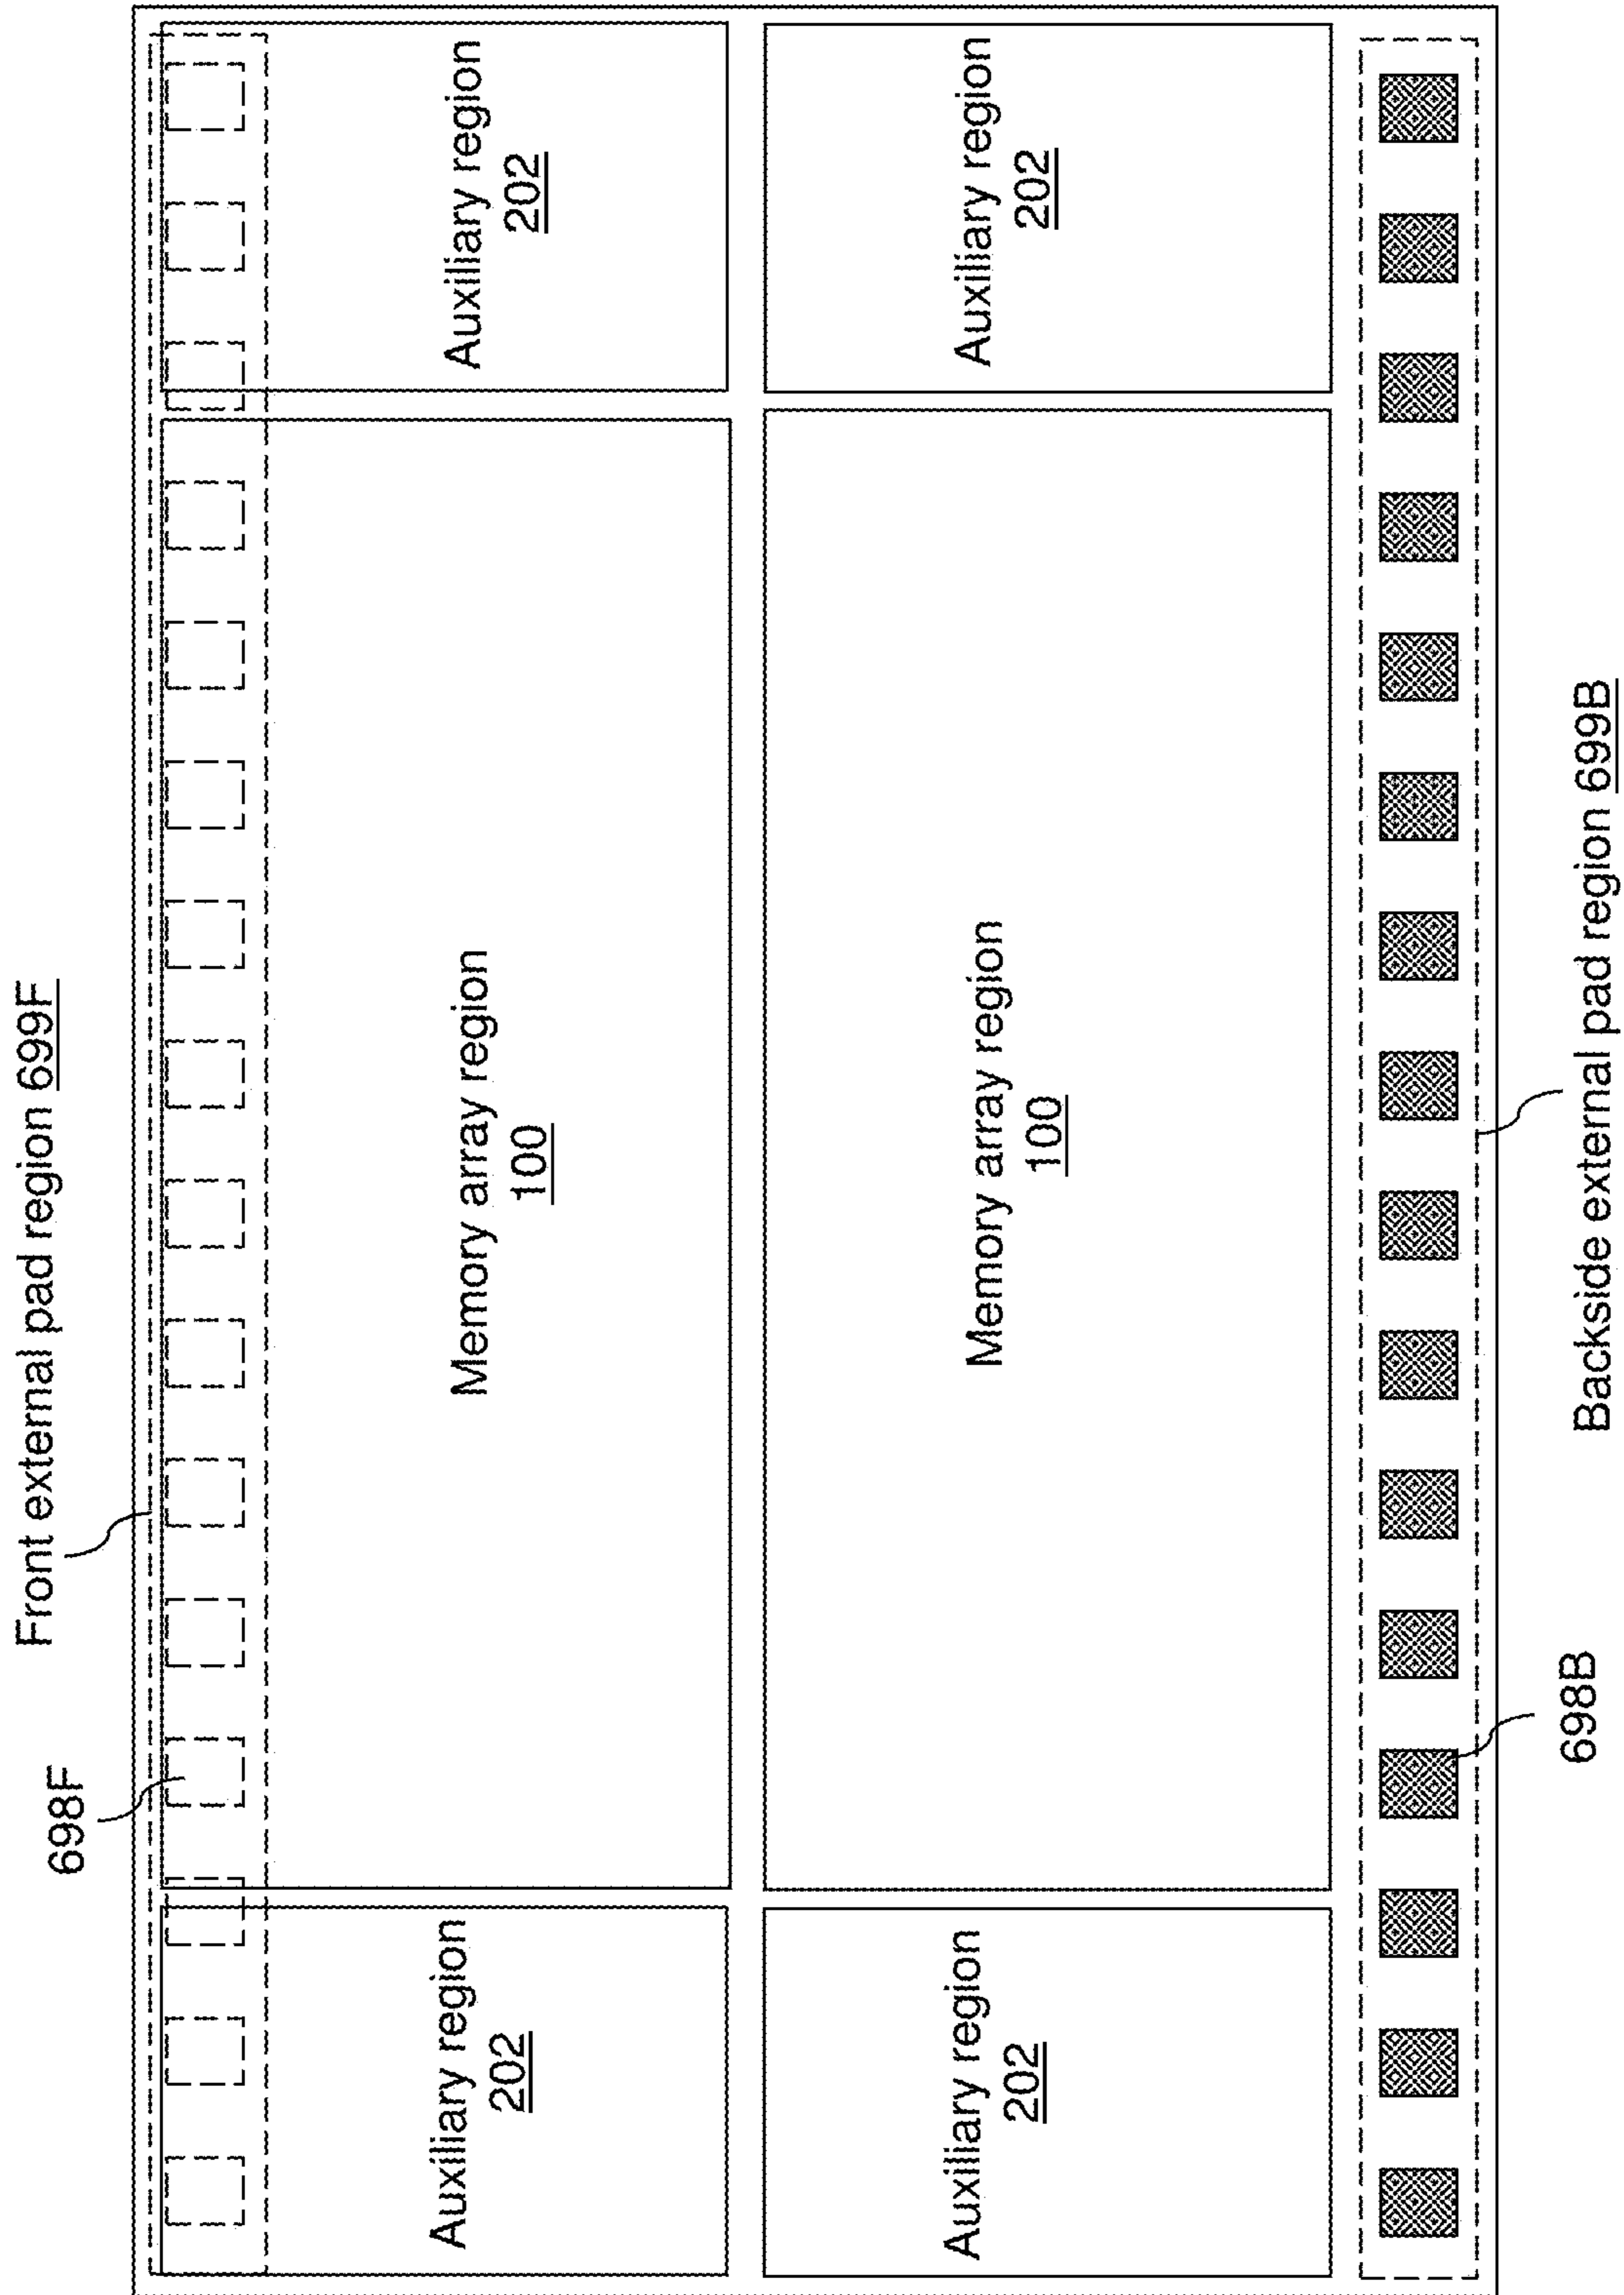 Front external pad region 699F
698F
Auxiliary region
202
Memory array region
100
Auxiliary region
202
Auxiliary region
202
Memory array region
100
Auxiliary region
202
698B
Backside external pad region 699B